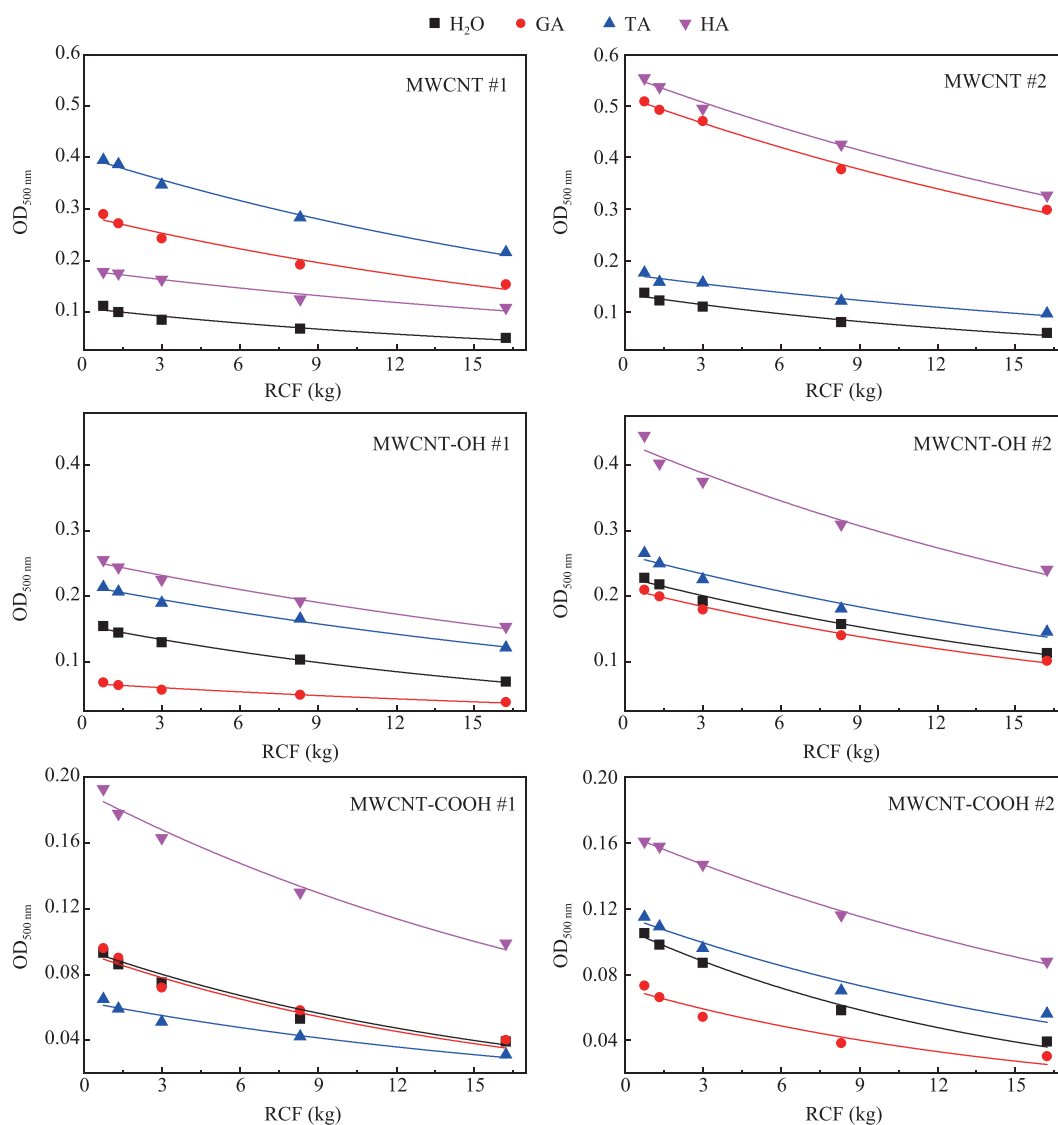 H₂O GA TA HA
MWCNT #1
0.6
0.5
0.4
0.3
0.2
0.1
OD500 nm
0 3 6 9 12 15
RCF (kg)
MWCNT #2
0.6
0.5
0.4
0.3
0.2
0.1
OD500 nm
0 3 6 9 12 15
RCF (kg)
MWCNT-OH #1
0.4
0.3
0.2
0.1
OD500 nm
0 3 6 9 12 15
RCF (kg)
MWCNT-OH #2
0.4
0.3
0.2
0.1
OD500 nm
0 3 6 9 12 15
RCF (kg)
MWCNT-COOH #1
0.20
0.16
0.12
0.08
0.04
OD500 nm
0 3 6 9 12 15
RCF (kg)
MWCNT-COOH #2
0.20
0.16
0.12
0.08
0.04
OD500 nm
0 3 6 9 12 15
RCF (kg)